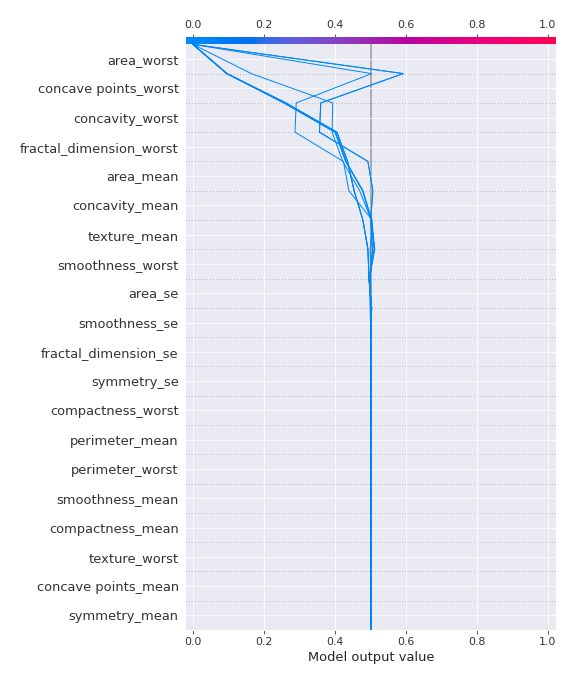 0.0 0.2 0.4 0.6 0.8 1.0
area_worst
concave points_worst
concavity_worst
fractal_dimension_worst
area_mean
concavity_mean
texture_mean
smoothness_worst
area_se
smoothness_se
fractal_dimension_se
symmetry_se
compactness_worst
perimeter_mean
perimeter_worst
smoothness_mean
compactness_mean
texture_worst
concave points_mean
symmetry_mean
0.0 0.2 0.4 0.6 0.8 1.0
Model output value